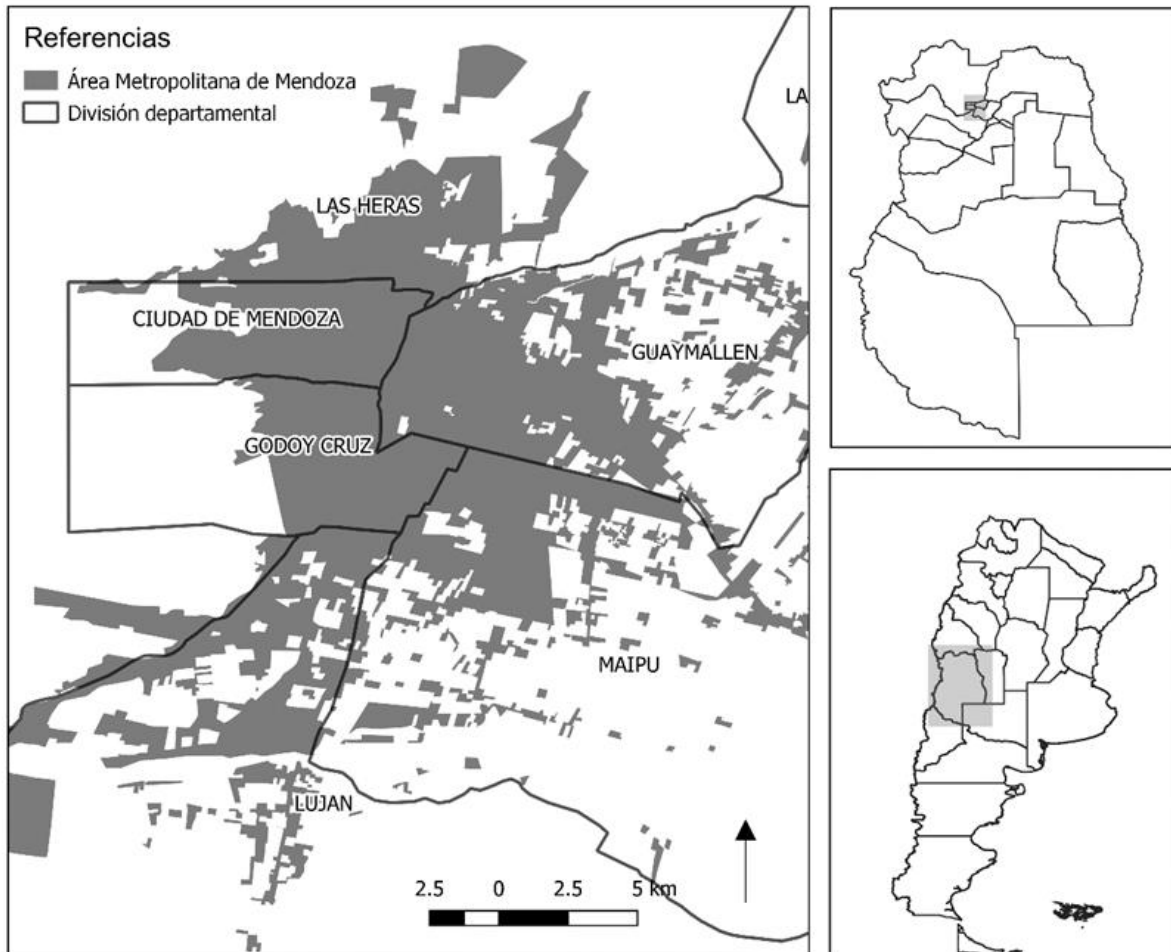 Referencias
Área Metropolitana de Mendoza
División departamental
LA
LAS HERAS
CIUDAD DE MENDOZA
GUAYMALLEN
GODOY CRUZ
MAIPU
LUJAN
2.5 0 2.5 5 km